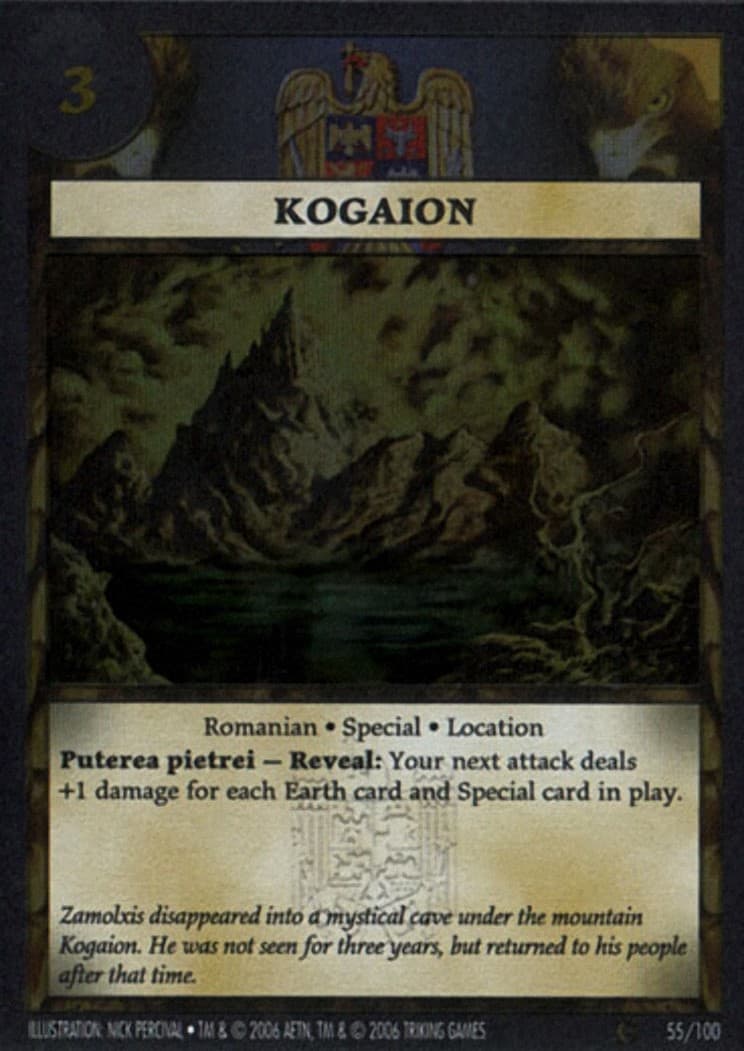 3
KOGAION
Romanian • Special • Location
Puterea pietrei — Reveal: Your next attack deals
+1 damage for each Earth card and Special card in play.
Zamolxis disappeared into a mystical cave under the mountain
Kogaion. He was not seen for three years, but returned to his people
after that time.
ILLUSTRATION: NICK PERCIVAL • TM & © 2006 AETN, TM & © 2006 TRIKING GAMES
55/100